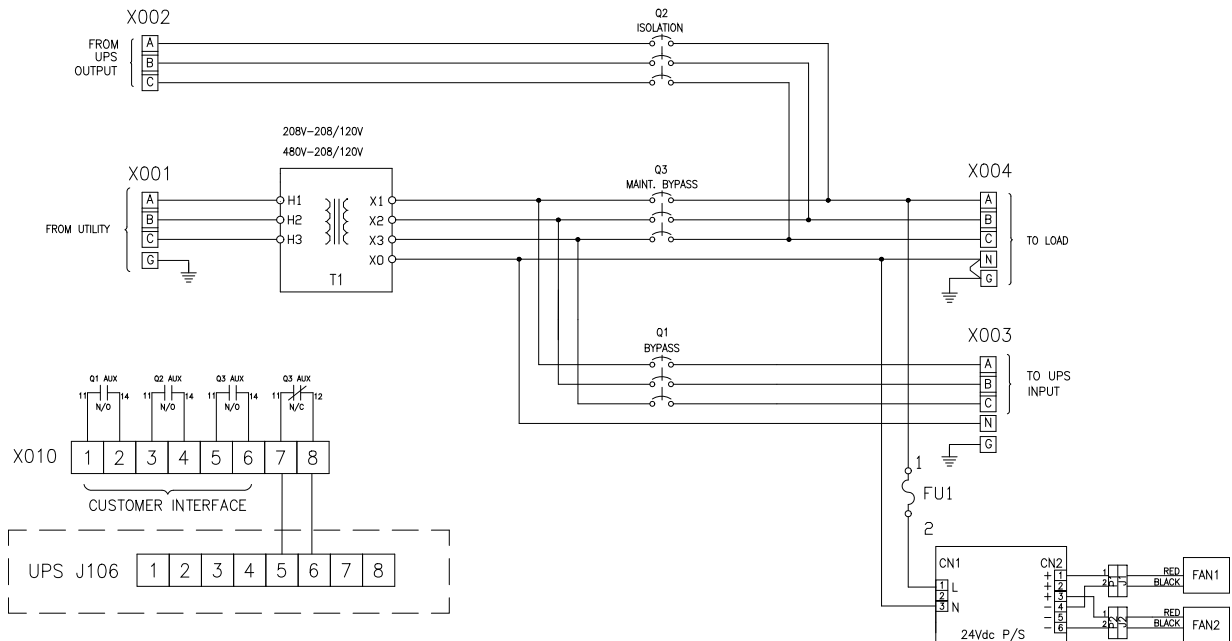 X002
FROM
UPS
OUTPUT
A
B
C
Q2
ISOLATION
208V-208/120V
480V-208/120V
X001
FROM UTILITY
A
B
C
G
H1
H2
H3
X1
X2
X3
X0
T1
Q3
MAINT. BYPASS
X004
A
B
C
N
G
TO LOAD
Q1
BYPASS
X003
A
B
C
N
G
TO UPS
INPUT
Q1 AUX
11 14
N/O
Q2 AUX
11 14
N/O
Q3 AUX
11 14
N/O
Q3 AUX
11 12
N/C
X010 1 2 3 4 5 6 7 8
CUSTOMER INTERFACE
UPS J106 1 2 3 4 5 6 7 8
1
FU1
2
CN1
1 L
2
3 N
24Vdc P/S
CN2
+ 1
+ 2
+ 3
- 4
- 5
- 6
1
2
P1 J1
RED
BLACK
FAN1
1
2
P2 J2
RED
BLACK
FAN2